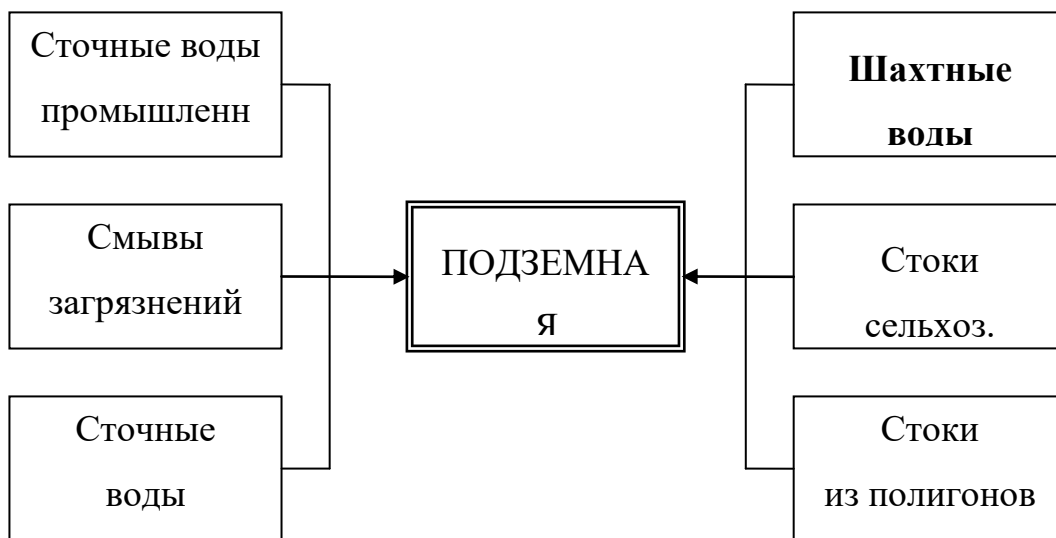 Сточные воды
промышленн
Смывы
загрязнений
Сточные
воды
ПОДЗЕМНА
Я
Шахтные
воды
Стоки
сельхоз.
Стоки
из полигонов